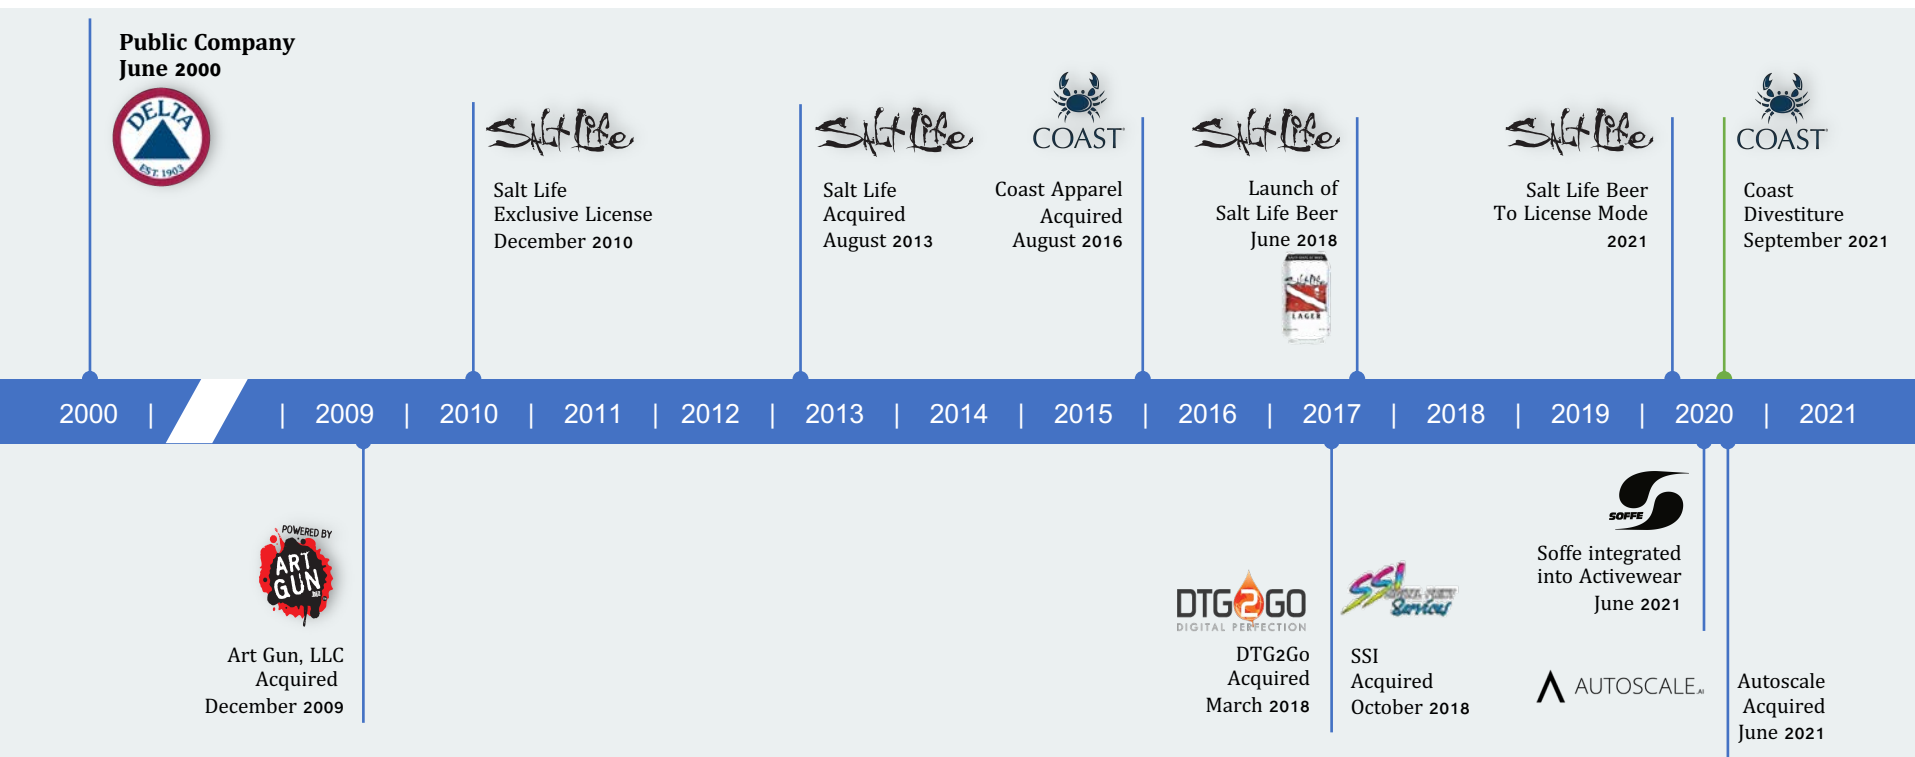 Public Company
June 2000
DELTA
EST. 1903
Salt Life
Salt Life
Exclusive License
December 2010
Salt Life
Salt Life
Acquired
August 2013
COAST
Coast Apparel
Acquired
August 2016
Salt Life
Launch of
Salt Life Beer
June 2018
Salt Life
LAGER
Salt Life
Salt Life Beer
To License Mode
2021
COAST
Coast
Divestiture
September 2021
2000 | | 2009 | 2010 | 2011 | 2012 | 2013 | 2014 | 2015 | 2016 | 2017 | 2018 | 2019 | 2020 | 2021
POWERED BY
ART
GUN
Art Gun, LLC
Acquired
December 2009
DTG2GO
DIGITAL PERFECTION
DTG2Go
Acquired
March 2018
SSI
Services
SSI
Acquired
October 2018
SOFFE
Soffe integrated
into Activewear
June 2021
AUTOSCALE.AI
Autoscale
Acquired
June 2021